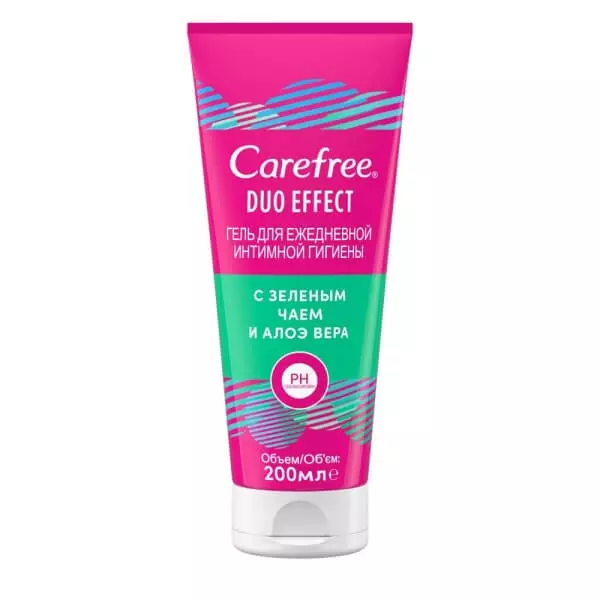 Carefree®
DUO EFFECT
ГЕЛЬ ДЛЯ ЕЖЕДНЕВНОЙ
ИНТИМНОЙ ГИГИЕНЫ
С ЗЕЛЕНЫМ
ЧАЕМ
И АЛОЭ ВЕРА
PH
Объем/Об'єм:
200мл℮